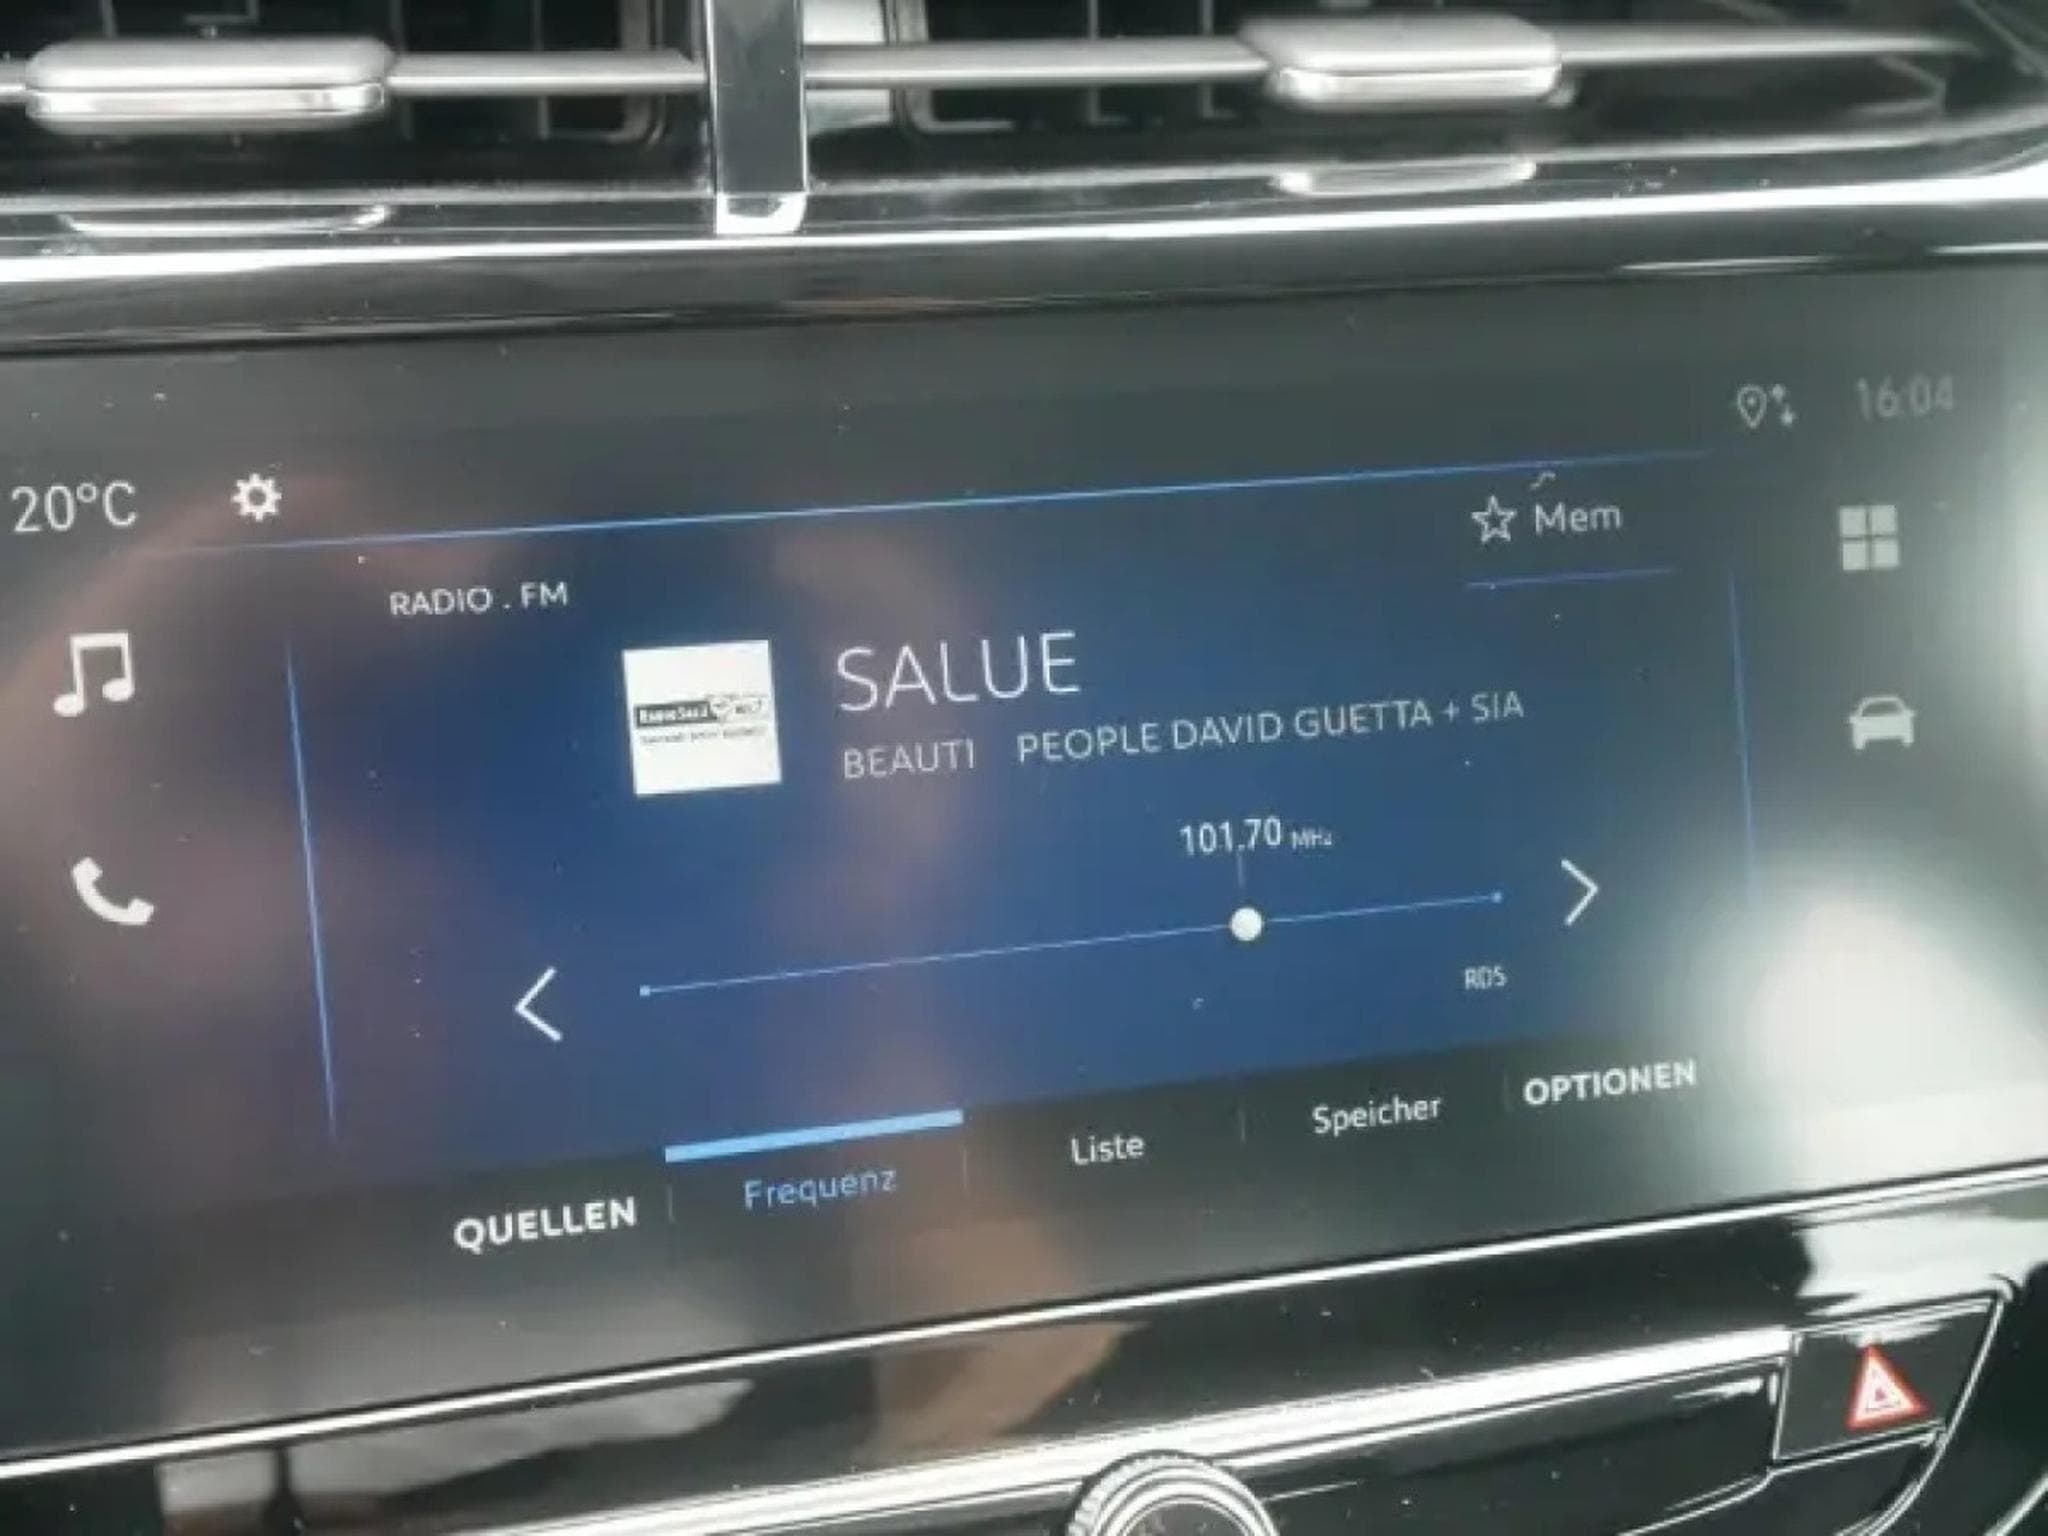 16:04
20°C
Mem
RADIO . FM
SALUE
BEAUTI PEOPLE DAVID GUETTA + SIA
101.70 MHz
RDS
QUELLEN
Frequenz
Liste
Speicher
OPTIONEN